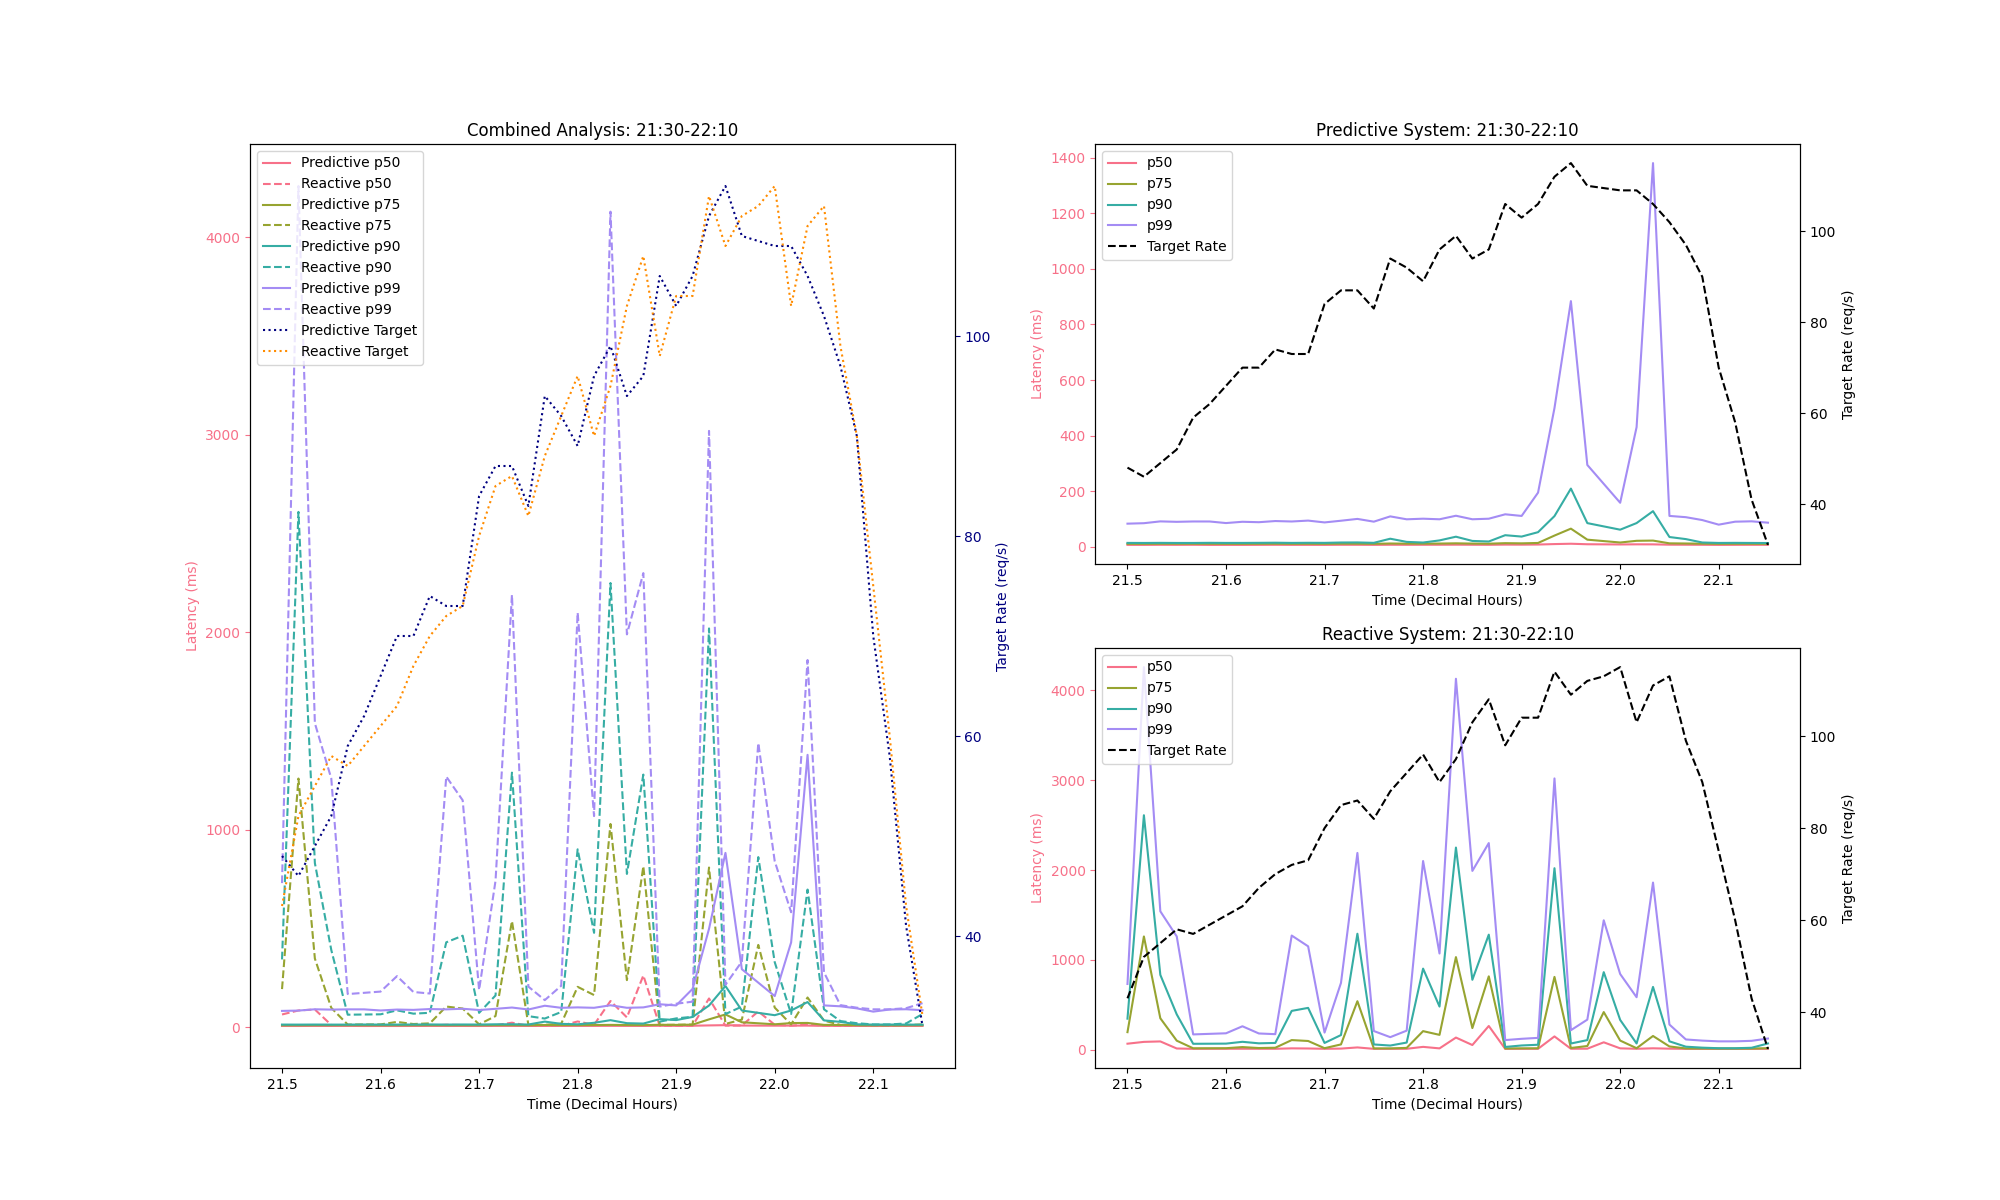 Combined Analysis: 21:30-22:10
Predictive p50
Reactive p50
Predictive p75
Reactive p75
Predictive p90
Reactive p90
Predictive p99
Reactive p99
Predictive Target
Reactive Target
4000
3000
2000
1000
0
Latency (ms)
100
80
60
40
Target Rate (req/s)
21.5 21.6 21.7 21.8 21.9 22.0 22.1
Time (Decimal Hours)
Predictive System: 21:30-22:10
p50
p75
p90
p99
Target Rate
1400
1200
1000
800
600
400
200
0
Latency (ms)
100
80
60
40
Target Rate (req/s)
21.5 21.6 21.7 21.8 21.9 22.0 22.1
Time (Decimal Hours)
Reactive System: 21:30-22:10
p50
p75
p90
p99
Target Rate
4000
3000
2000
1000
0
Latency (ms)
100
80
60
40
Target Rate (req/s)
21.5 21.6 21.7 21.8 21.9 22.0 22.1
Time (Decimal Hours)